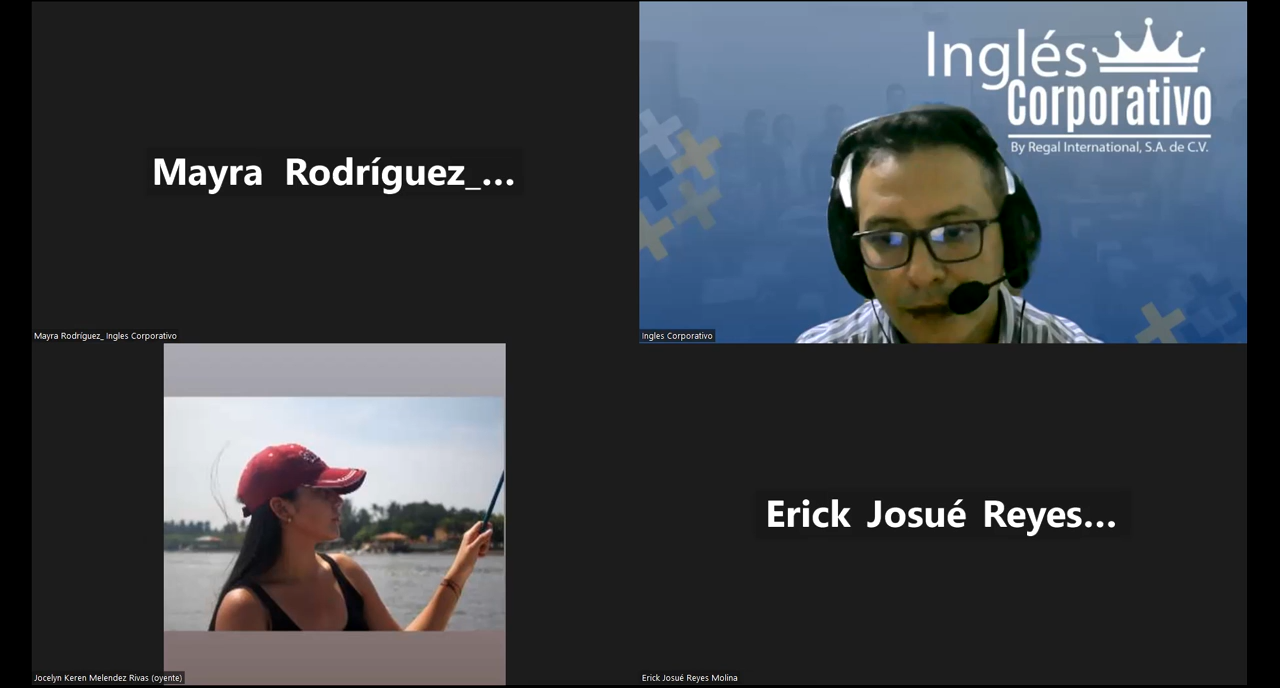 Mayra Rodríguez_...
Mayra Rodríguez_ Ingles Corporativo
Inglés
Corporativo
By Regal International, S.A. de C.V.
Ingles Corporativo
Jocelyn Keren Melendez Rivas (oyente)
Erick Josué Reyes...
Erick Josué Reyes Molina